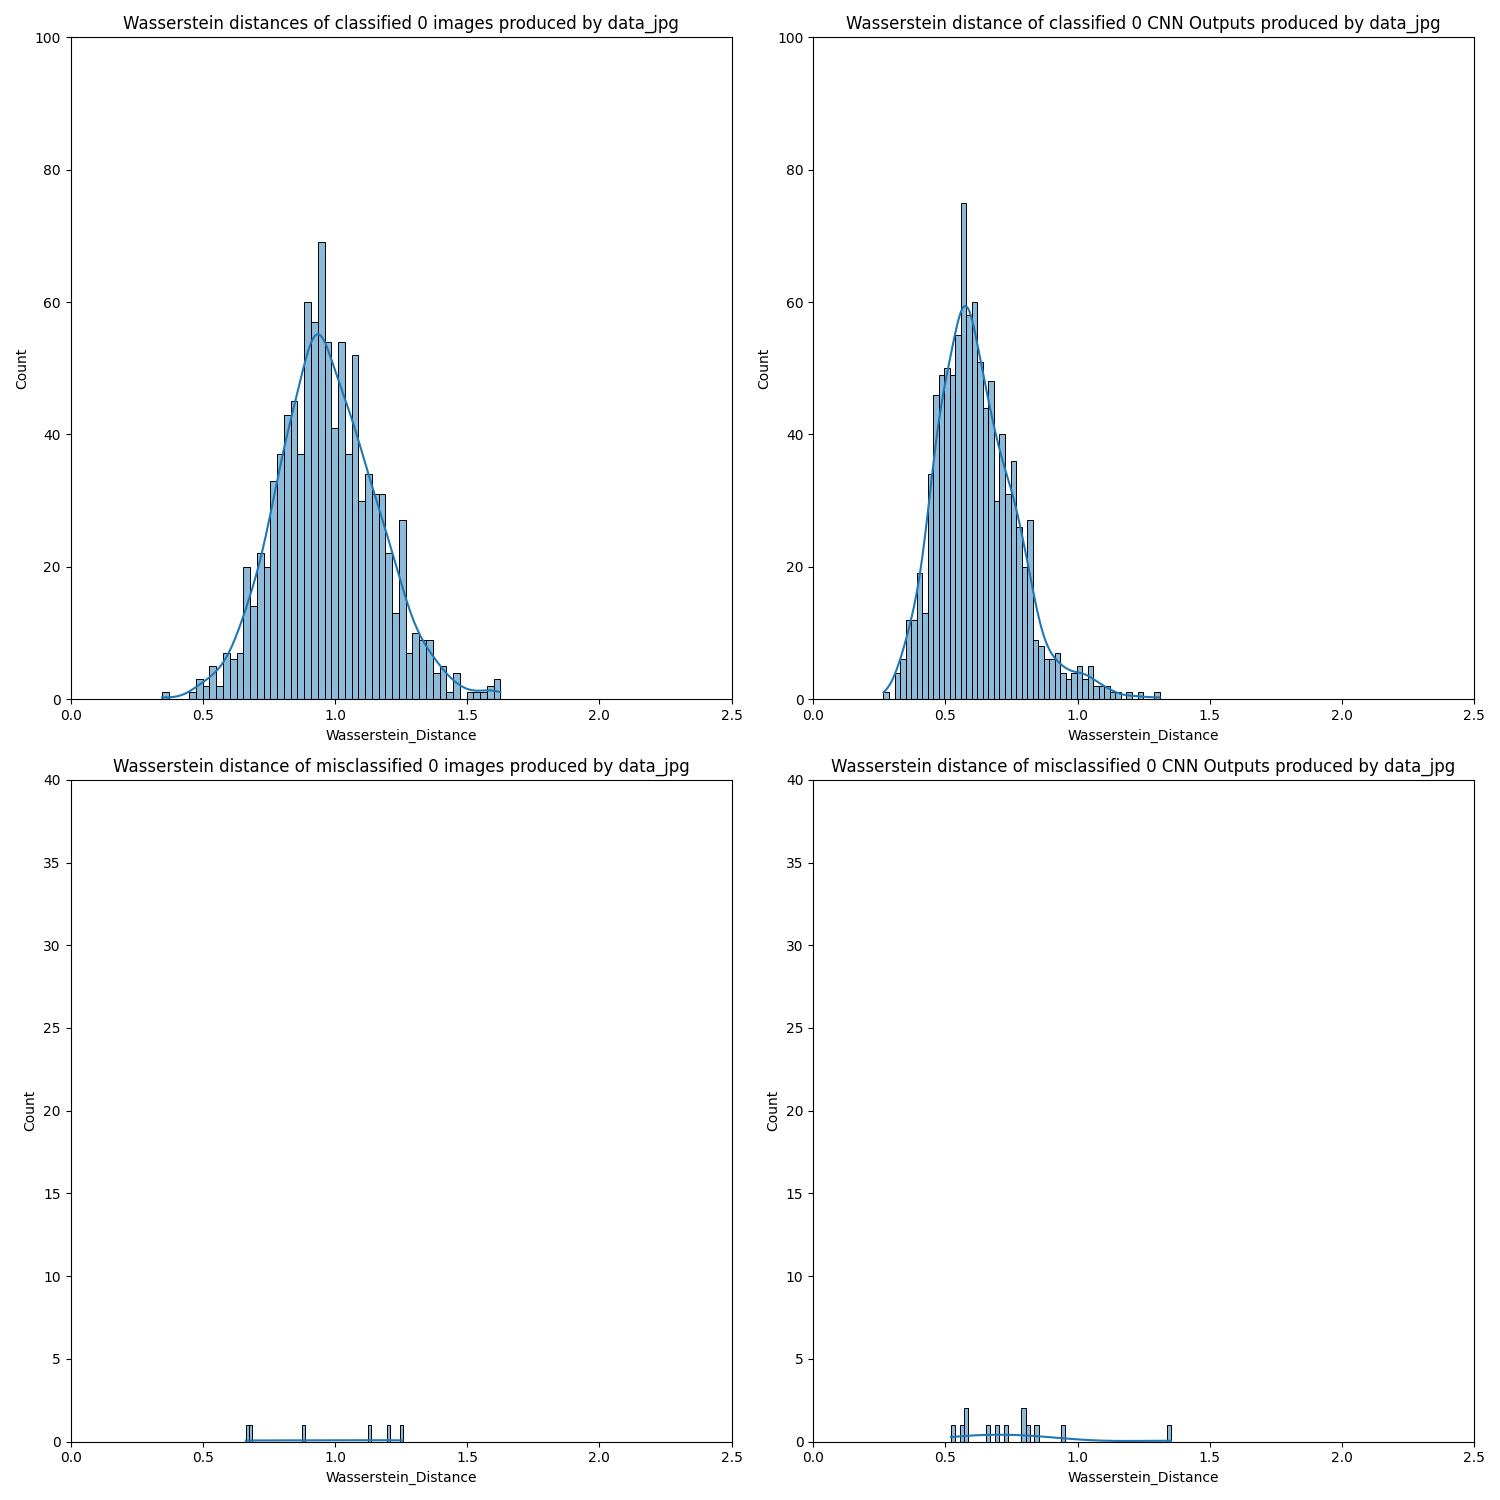 Wasserstein distances of classified 0 images produced by data_jpg
100
80
60
40
20
0
Count
0.0 0.5 1.0 1.5 2.0 2.5
Wasserstein_Distance
Wasserstein distance of classified 0 CNN Outputs produced by data_jpg
100
80
60
40
20
0
Count
0.0 0.5 1.0 1.5 2.0 2.5
Wasserstein_Distance
Wasserstein distance of misclassified 0 images produced by data_jpg
40
35
30
25
20
15
10
5
0
Count
0.0 0.5 1.0 1.5 2.0 2.5
Wasserstein_Distance
Wasserstein distance of misclassified 0 CNN Outputs produced by data_jpg
40
35
30
25
20
15
10
5
0
Count
0.0 0.5 1.0 1.5 2.0 2.5
Wasserstein_Distance